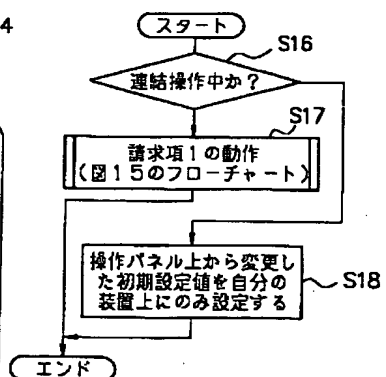 4
スタート
S16
連結操作中か？
S17
請求項１の動作
（図１５のフローチャート）
操作パネル上から変更し
た初期設定値を自分の
装置上にのみ設定する
S18
エンド